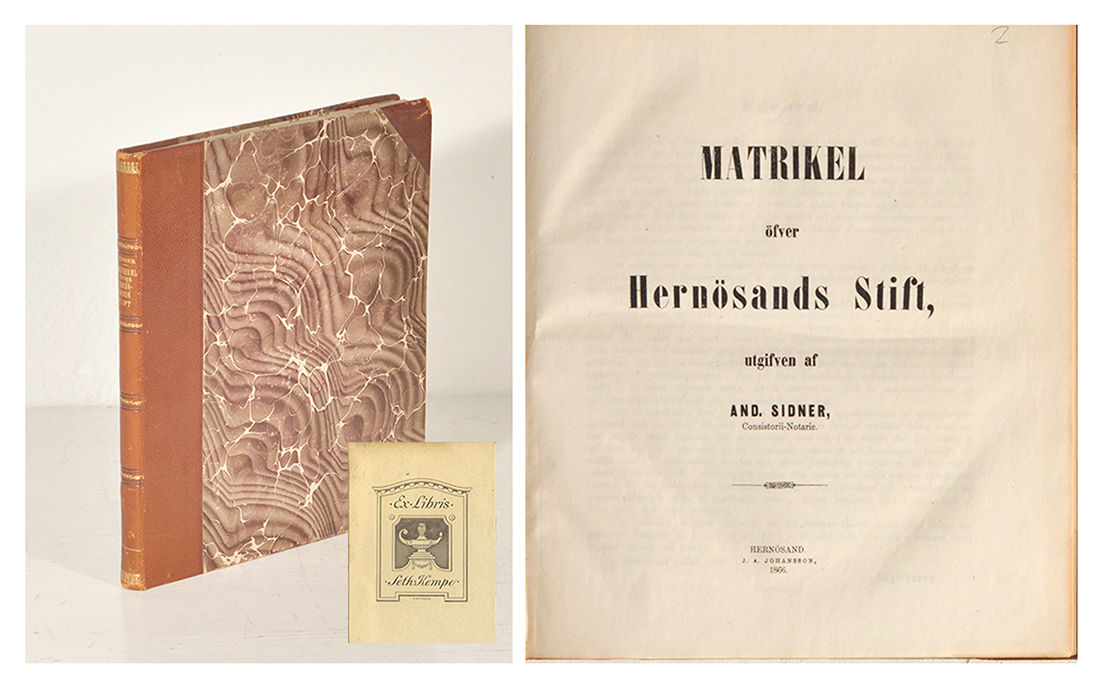 ·Ex·Libris·
·Seth·Kempe·
2
MATRIKEL
öfver
Hernösands Stift,
utgifven af
AND. SIDNER,
Consistorii-Notarie.
HERNÖSAND.
J. A. JOHANSSON,
1866.